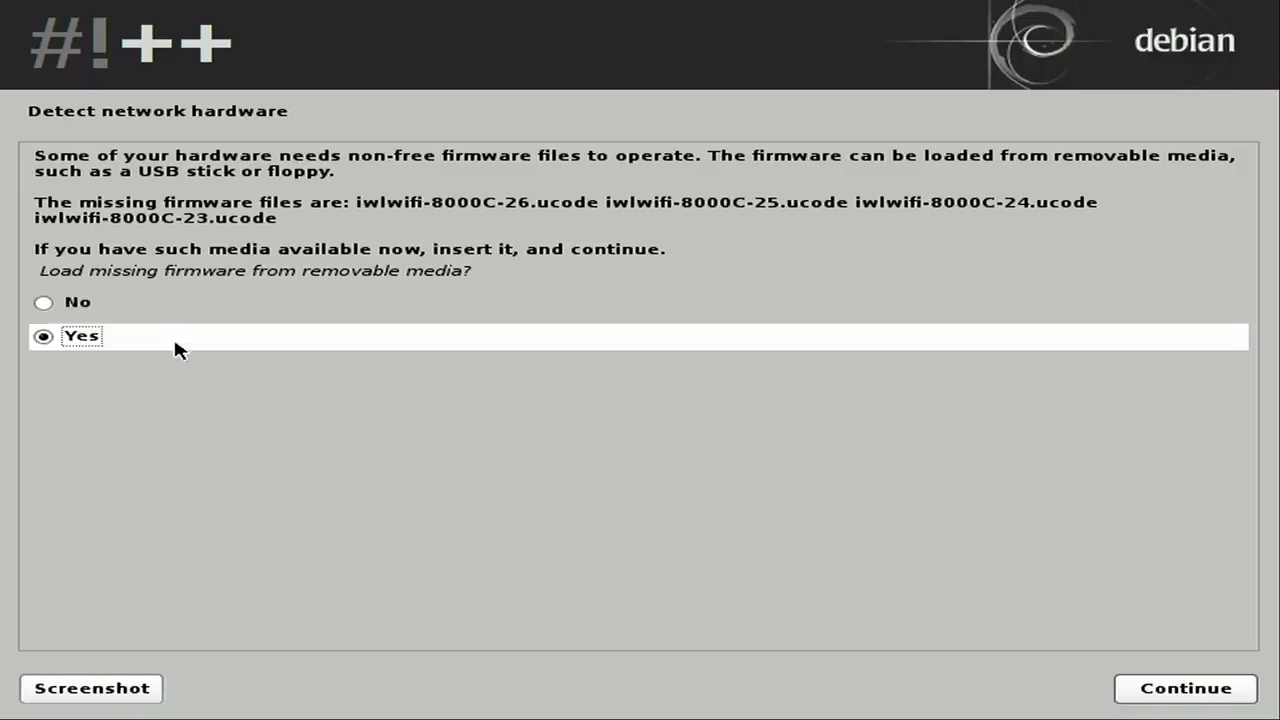 #!++
debian
Detect network hardware
Some of your hardware needs non-free firmware files to operate. The firmware can be loaded from removable media,
such as a USB stick or floppy.
The missing firmware files are: iwlwifi-8000C-26.ucode iwlwifi-8000C-25.ucode iwlwifi-8000C-24.ucode
iwlwifi-8000C-23.ucode
If you have such media available now, insert it, and continue.
Load missing firmware from removable media?
No
Yes
Screenshot
Continue